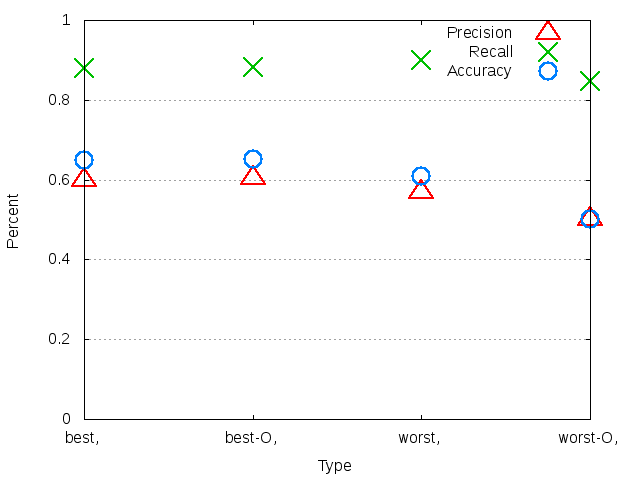 Precision
Recall
Accuracy
1
0.8
0.6
0.4
0.2
0
Percent
best,
best-O,
worst,
worst-O,
Type